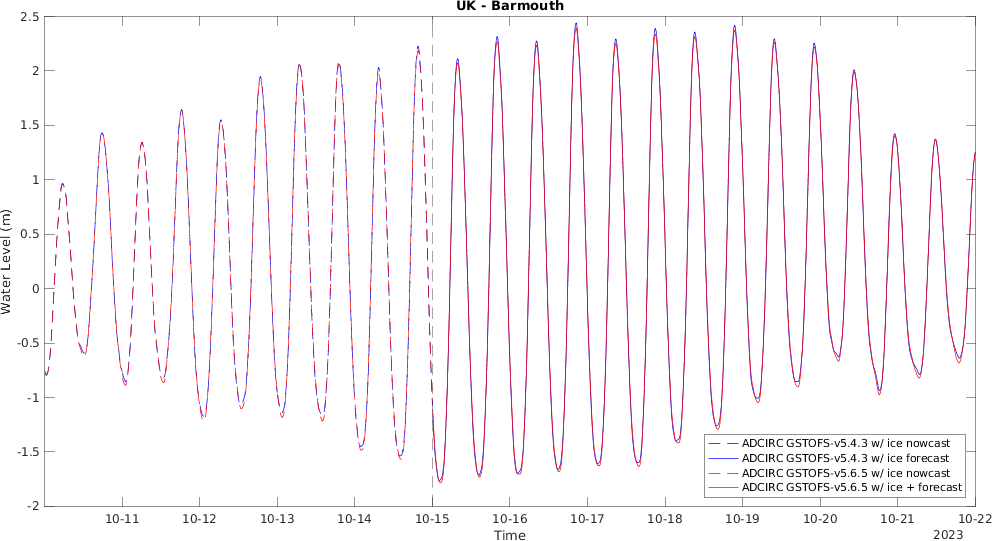 UK - Barmouth
2.5
2
1.5
1
0.5
0
-0.5
-1
-1.5
-2
Water Level (m)
10-11 10-12 10-13 10-14 10-15 10-16 10-17 10-18 10-19 10-20 10-21 10-22
Time
2023
ADCIRC GSTOFS-v5.4.3 w/ ice nowcast
ADCIRC GSTOFS-v5.4.3 w/ ice forecast
ADCIRC GSTOFS-v5.6.5 w/ ice nowcast
ADCIRC GSTOFS-v5.6.5 w/ ice + forecast